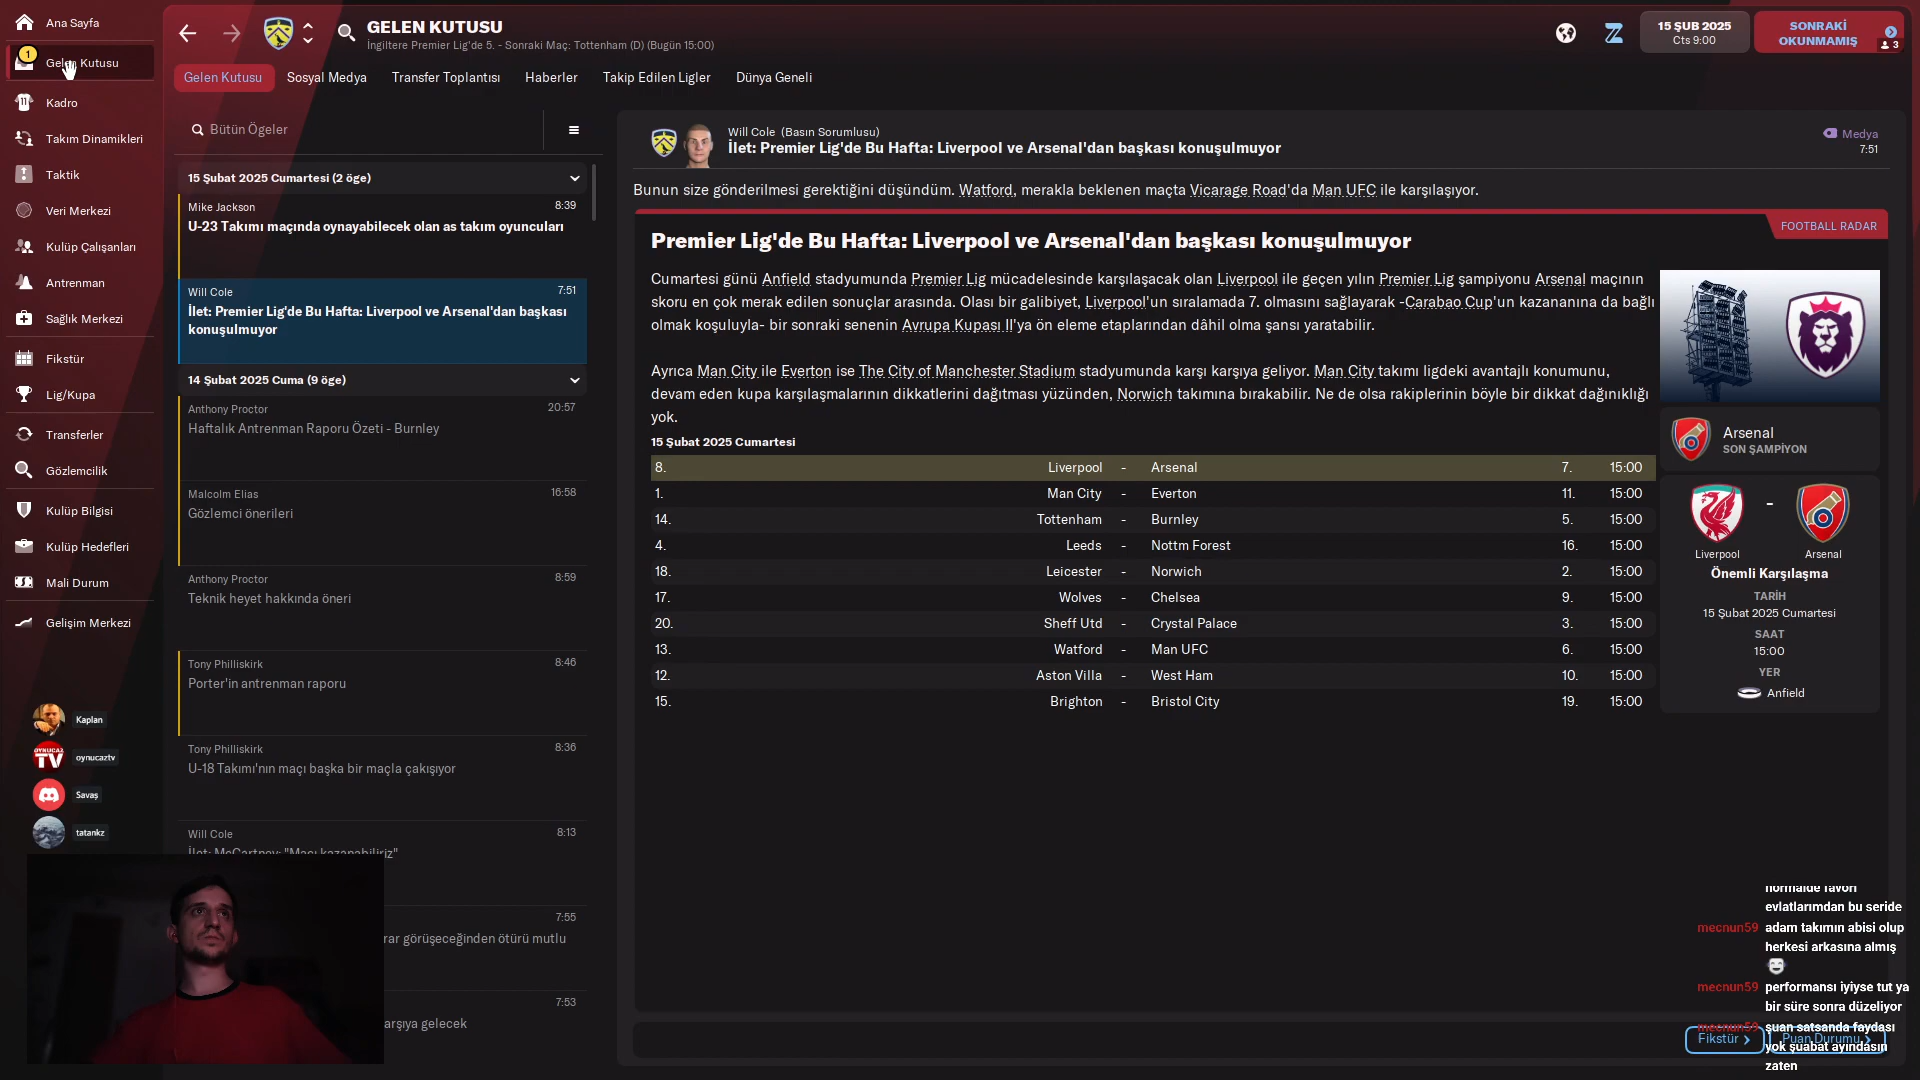 Ana Sayfa
1
Gelen Kutusu
Kadro
Takım Dinamikleri
Taktik
Veri Merkezi
Kulüp Çalışanları
Antrenman
Sağlık Merkezi
Fikstür
Lig/Kupa
Transferler
Gözlemcilik
Kulüp Bilgisi
Kulüp Hedefleri
Mali Durum
Gelişim Merkezi
Kaplan
oynucaztv
Savaş
tatankz
GELEN KUTUSU
İngiltere Premier Lig'de 5. - Sonraki Maç: Tottenham (D) (Bugün 15:00)
15 ŞUB 2025
Cts 9:00
SONRAKİ
OKUNMAMIŞ
3
Gelen Kutusu Sosyal Medya Transfer Toplantısı Haberler Takip Edilen Ligler Dünya Geneli
Bütün Ögeler
15 Şubat 2025 Cumartesi (2 öge)
Mike Jackson 8:39
U-23 Takımı maçında oynayabilecek olan as takım oyuncuları
Will Cole 7:51
İlet: Premier Lig'de Bu Hafta: Liverpool ve Arsenal'dan başkası
konuşulmuyor
14 Şubat 2025 Cuma (9 öge)
Anthony Proctor 20:57
Haftalık Antrenman Raporu Özeti - Burnley
Malcolm Elias 16:58
Gözlemci önerileri
Anthony Proctor 8:59
Teknik heyet hakkında öneri
Tony Philliskirk 8:46
Porter'in antrenman raporu
Tony Philliskirk 8:36
U-18 Takımı'nın maçı başka bir maçla çakışıyor
Will Cole 8:13
İlet: McCartney: "Maçı kazanabiliriz"
7:55
rar görüşeceğinden ötürü mutlu
7:53
arşıya gelecek
Will Cole (Basın Sorumlusu)
İlet: Premier Lig'de Bu Hafta: Liverpool ve Arsenal'dan başkası konuşulmuyor
Medya
7:51
Bunun size gönderilmesi gerektiğini düşündüm. Watford, merakla beklenen maçta Vicarage Road'da Man UFC ile karşılaşıyor.
FOOTBALL RADAR
Premier Lig'de Bu Hafta: Liverpool ve Arsenal'dan başkası konuşulmuyor
Cumartesi günü Anfield stadyumunda Premier Lig mücadelesinde karşılaşacak olan Liverpool ile geçen yılın Premier Lig şampiyonu Arsenal maçının
skoru en çok merak edilen sonuçlar arasında. Olası bir galibiyet, Liverpool'un sıralamada 7. olmasını sağlayarak -Carabao Cup'un kazananına da bağlı
olmak koşuluyla- bir sonraki senenin Avrupa Kupası II'ya ön eleme etaplarından dâhil olma şansı yaratabilir.
Ayrıca Man City ile Everton ise The City of Manchester Stadium stadyumunda karşı karşıya geliyor. Man City takımı ligdeki avantajlı konumunu,
devam eden kupa karşılaşmalarının dikkatlerini dağıtması yüzünden, Norwich takımına bırakabilir. Ne de olsa rakiplerinin böyle bir dikkat dağınıklığı
yok.
15 Şubat 2025 Cumartesi
8. Liverpool - Arsenal 7. 15:00
1. Man City - Everton 11. 15:00
14. Tottenham - Burnley 5. 15:00
4. Leeds - Nottm Forest 16. 15:00
18. Leicester - Norwich 2. 15:00
17. Wolves - Chelsea 9. 15:00
20. Sheff Utd - Crystal Palace 3. 15:00
13. Watford - Man UFC 6. 15:00
12. Aston Villa - West Ham 10. 15:00
15. Brighton - Bristol City 19. 15:00
Arsenal
SON ŞAMPİYON
-
Liverpool Arsenal
Önemli Karşılaşma
TARİH
15 Şubat 2025 Cumartesi
SAAT
15:00
YER
Anfield
normalde favori
evlatlarımdan bu seride
mecnun59 adam takımın abisi olup
herkesi arkasına almış
mecnun59 performansı iyiyse tut ya
bir süre sonra düzeliyor
mecnun59 şuan satsanda faydası
yok şuabat ayındasın
zaten
Fikstür
Puan Durumu